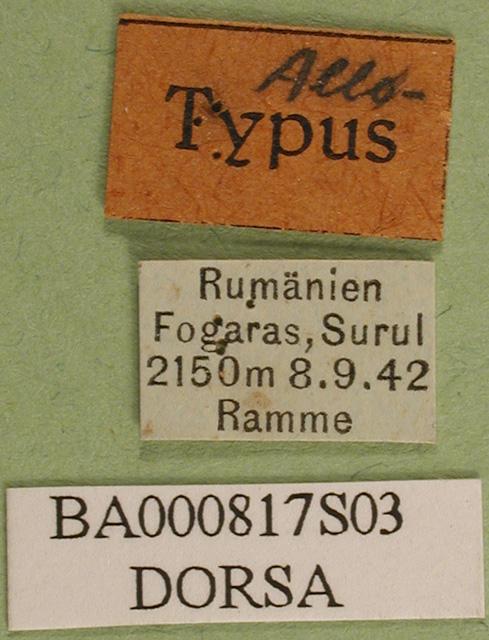 Allo-
Typus
Rumänien
Fogaras, Surul
2150m 8.9.42
Ramme
BA000817S03
DORSA